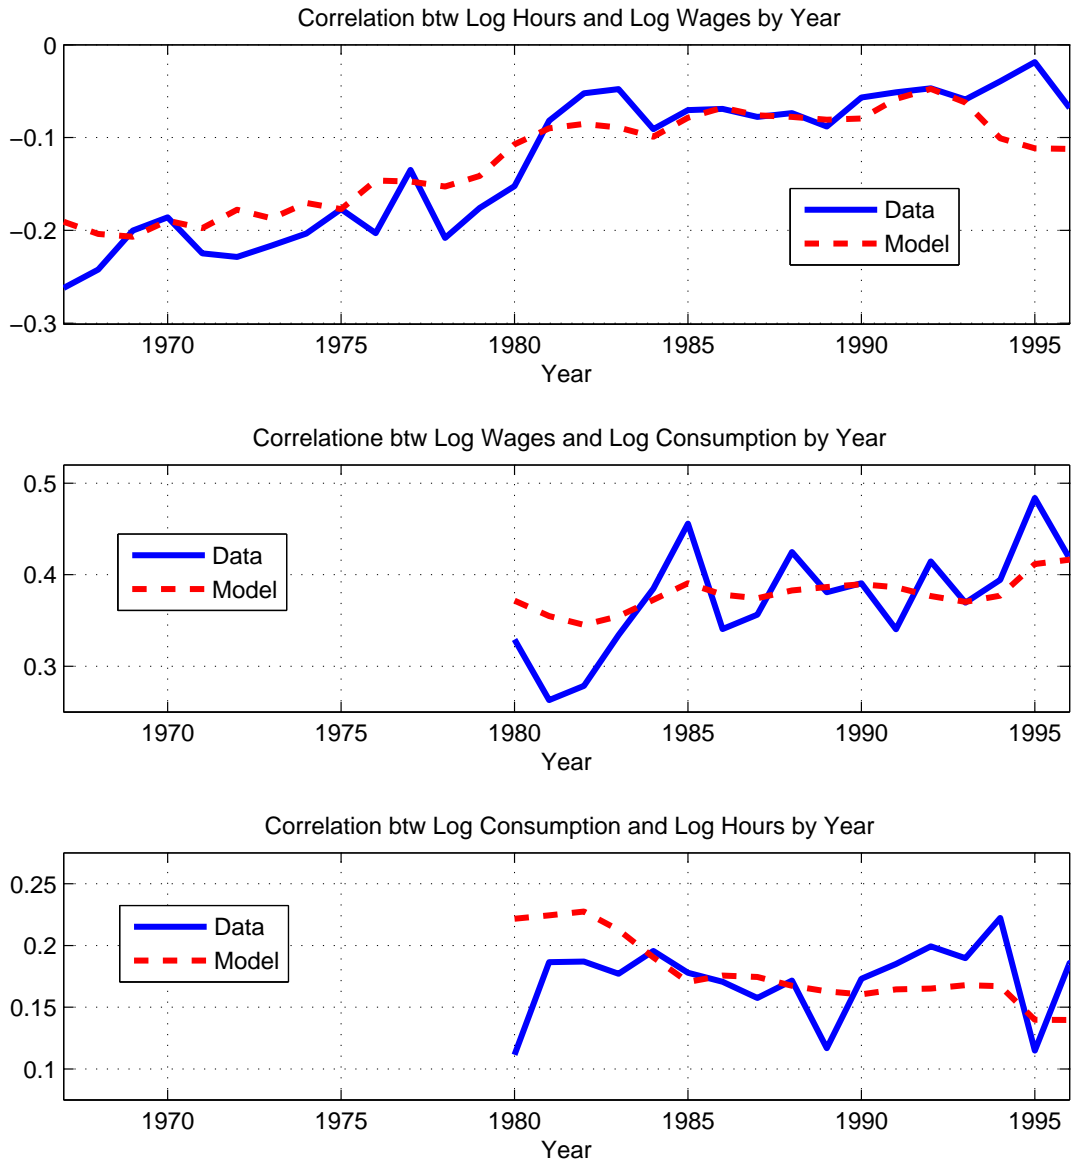 Correlation btw Log Hours and Log Wages by Year
0
−0.1
−0.2
−0.3
Data
Model
1970 1975 1980 1985 1990 1995
Year
Correlatione btw Log Wages and Log Consumption by Year
0.5
0.4
0.3
Data
Model
1970 1975 1980 1985 1990 1995
Year
Correlation btw Log Consumption and Log Hours by Year
0.25
0.2
0.15
0.1
Data
Model
1970 1975 1980 1985 1990 1995
Year